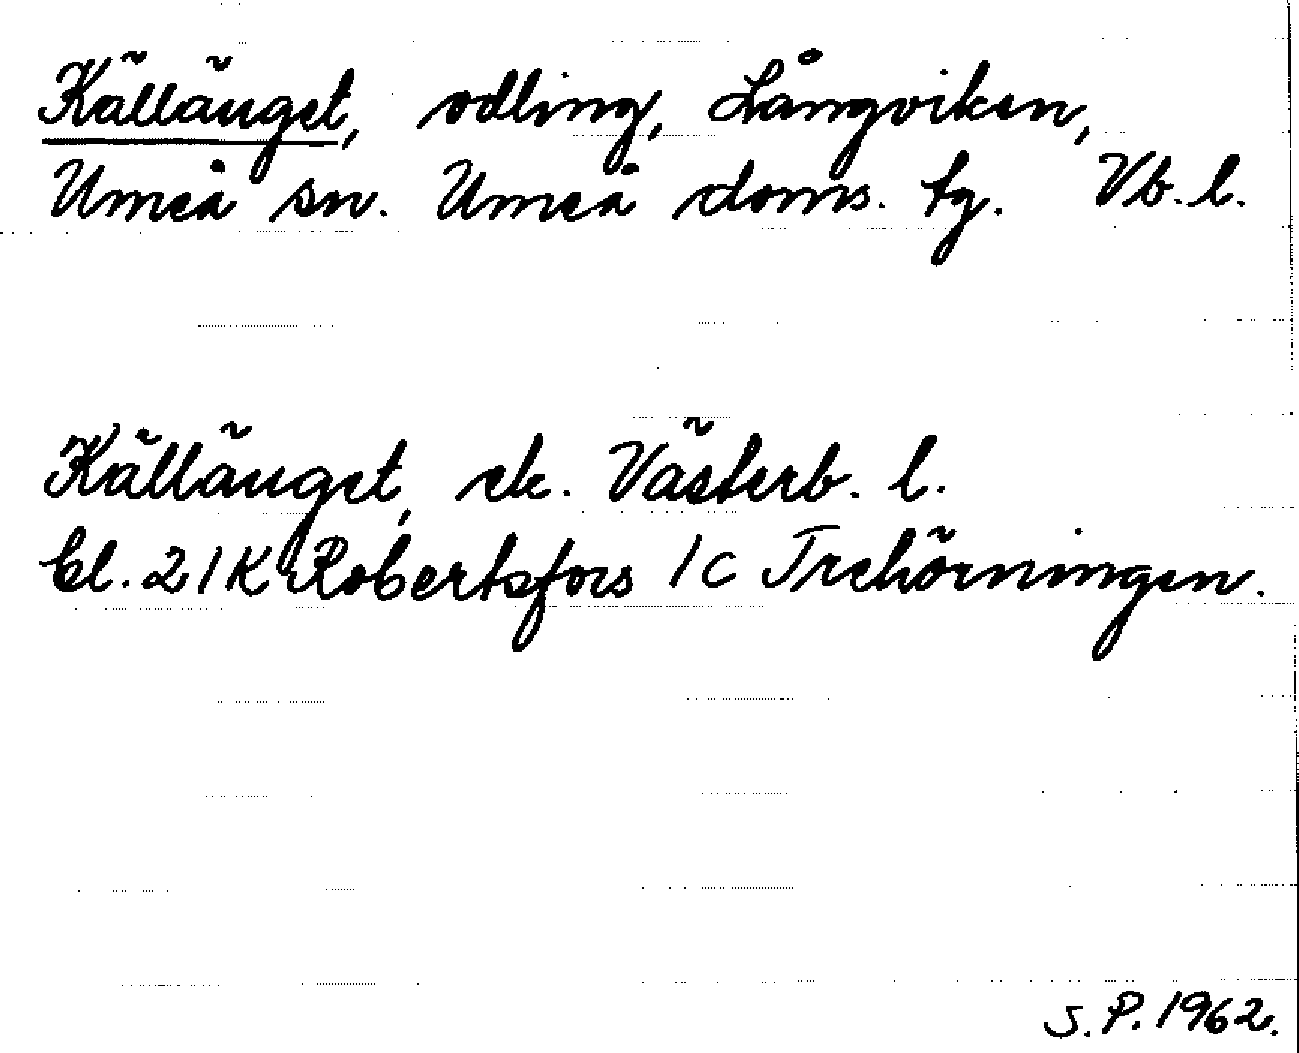 Källänget, odling, Långviken,
Umeå sn. Umeå doms. tg. Vb. l.
Källänget, ek. Västerb. l.
bl. 21K Robertsfors 1c Trehörningen.
S.P. 1962.